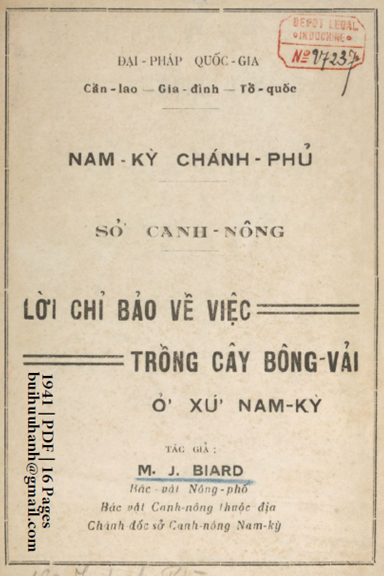 DEPOT LEGAL
INDOCHINE
ĐẠI-PHÁP QUỐC-GIA
Cần-lao — Gia-đình — Tổ-quốc
NAM-KỲ CHÁNH-PHỦ
SỞ CANH-NÔNG
LỜI CHỈ BẢO VỀ VIỆC
TRỒNG CÂY BÔNG-VẢI
Ở XỨ NAM-KỲ
TÁC GIẢ :
M. J. BIARD
Bác-vật Nông-phố
Bác vật Canh-nông thuộc địa
Chánh đốc sở Canh-nông Nam-kỳ
1941 | PDF | 16 Pages
buihuuhanh@gmail.com